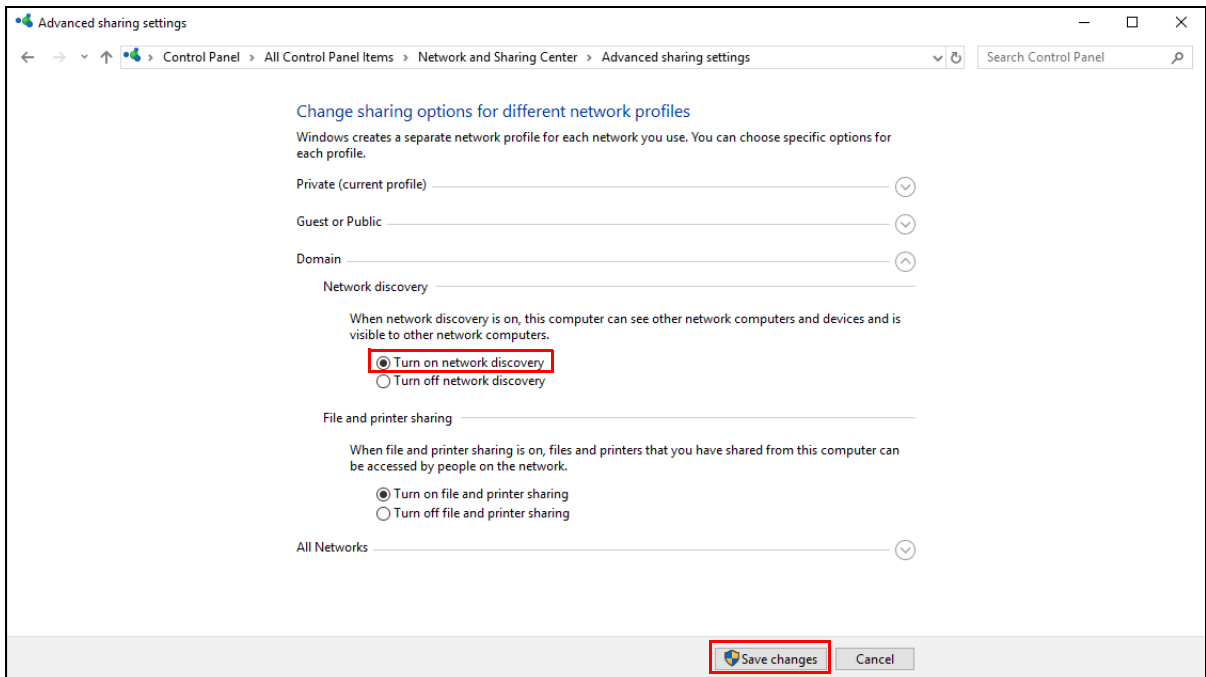 Advanced sharing settings
Control Panel > All Control Panel Items > Network and Sharing Center > Advanced sharing settings
Search Control Panel
Change sharing options for different network profiles
Windows creates a separate network profile for each network you use. You can choose specific options for
each profile.
Private (current profile)
Guest or Public
Domain
Network discovery
When network discovery is on, this computer can see other network computers and devices and is
visible to other network computers.
Turn on network discovery
Turn off network discovery
File and printer sharing
When file and printer sharing is on, files and printers that you have shared from this computer can
be accessed by people on the network.
Turn on file and printer sharing
Turn off file and printer sharing
All Networks
Save changes
Cancel